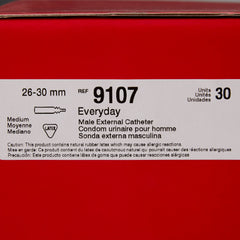 26-30 mm
REF 9107
Units
Unités
Unidades
30
Everyday
Medium
Moyenne
Mediano
LATEX
Male External Catheter
Condom urinaire pour homme
Sonda externa masculina
Caution: This product contains natural rubber latex which may cause allergic reactions.
Attention : Ce produit contient du latex de caoutchouc naturel qui peut causer des réactions allergiques
Este producto contiene látex de goma que puede causar reacciones alérgicas